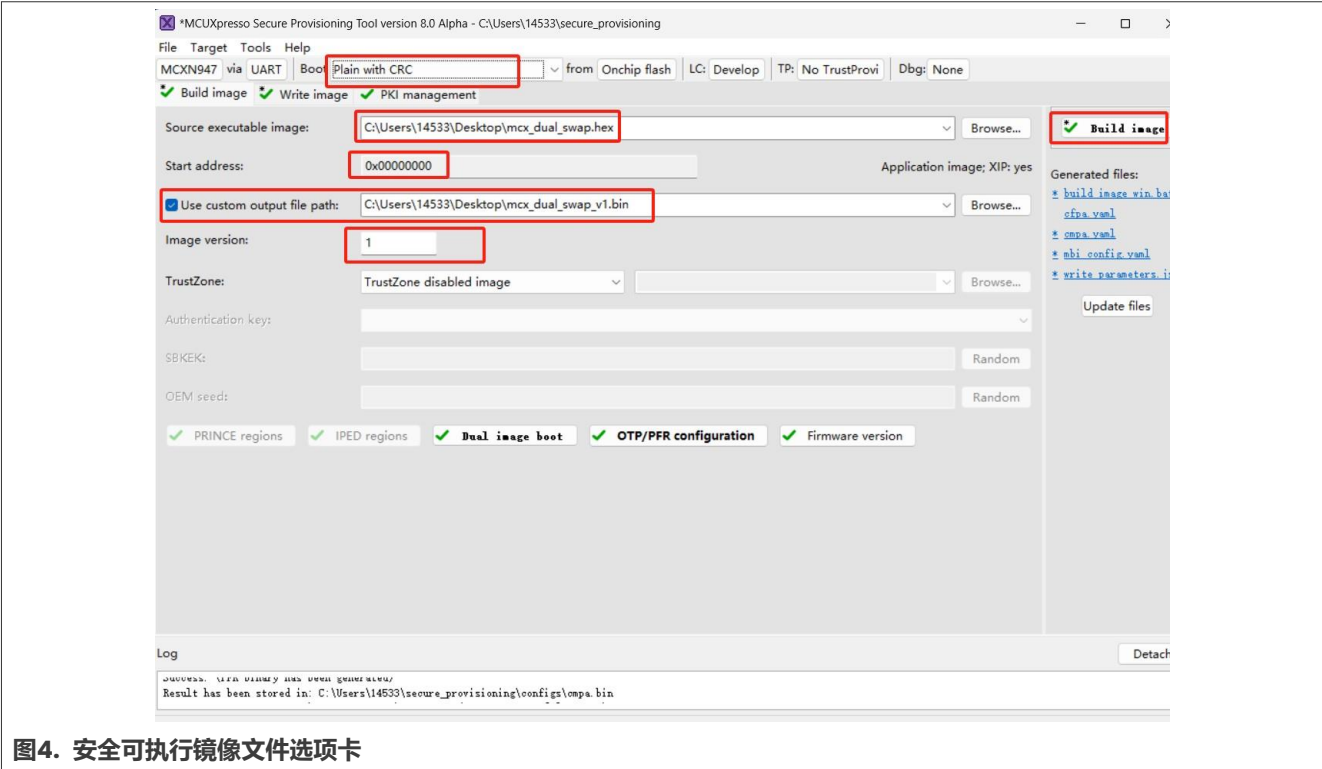 *MCUXpresso Secure Provisioning Tool version 8.0 Alpha - C:\Users\14533\secure_provisioning
File Target Tools Help
MCXN947 via UART Boot Plain with CRC from Onchip flash LC: Develop TP: No TrustProvi Dbg: None
* Build image * Write image PKI management
Source executable image: C:\Users\14533\Desktop\mcx_dual_swap.hex Browse... * Build image
Start address: 0x00000000 Application image; XIP: yes
Generated files:
* build image win.ba
Use custom output file path: C:\Users\14533\Desktop\mcx_dual_swap_v1.bin Browse...
cfpa.yaml
* cmpa.yaml
Image version: 1
* mbi config.yaml
* write parameters.j
TrustZone: TrustZone disabled image Browse...
Update files
Authentication key:
SBKEK: Random
OEM seed: Random
PRINCE regions IPED regions Dual image boot OTP/PFR configuration Firmware version
Log Detach
Success. (IFR binary has been generated)
Result has been stored in: C:\Users\14533\secure_provisioning\configs\cmpa.bin
图4. 安全可执行镜像文件选项卡